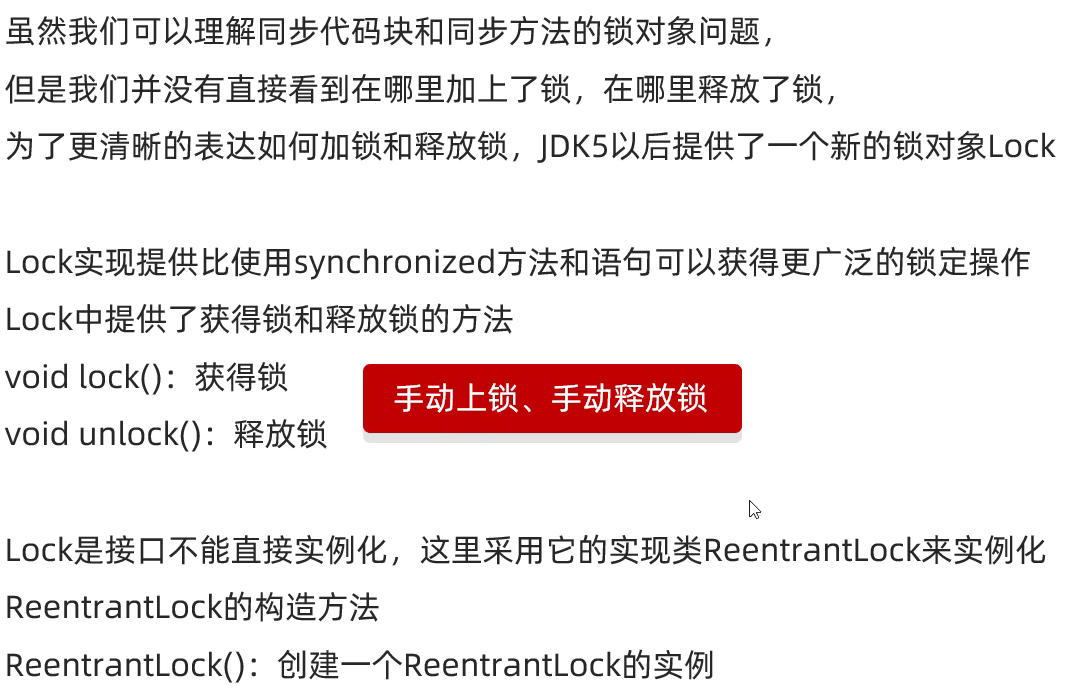 虽然我们可以理解同步代码块和同步方法的锁对象问题，
但是我们并没有直接看到在哪里加上了锁，在哪里释放了锁，
为了更清晰的表达如何加锁和释放锁，JDK5以后提供了一个新的锁对象Lock
Lock实现提供比使用synchronized方法和语句可以获得更广泛的锁定操作
Lock中提供了获得锁和释放锁的方法
void lock()：获得锁
手动上锁、手动释放锁
void unlock()：释放锁
Lock是接口不能直接实例化，这里采用它的实现类ReentrantLock来实例化
ReentrantLock的构造方法
ReentrantLock()：创建一个ReentrantLock的实例